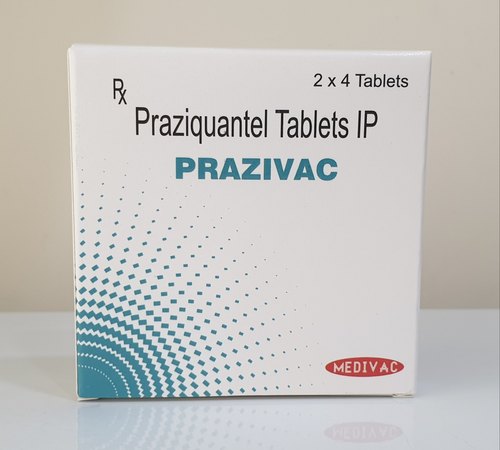 2 x 4 Tablets
Rx
Praziquantel Tablets IP
PRAZIVAC
MEDIVAC